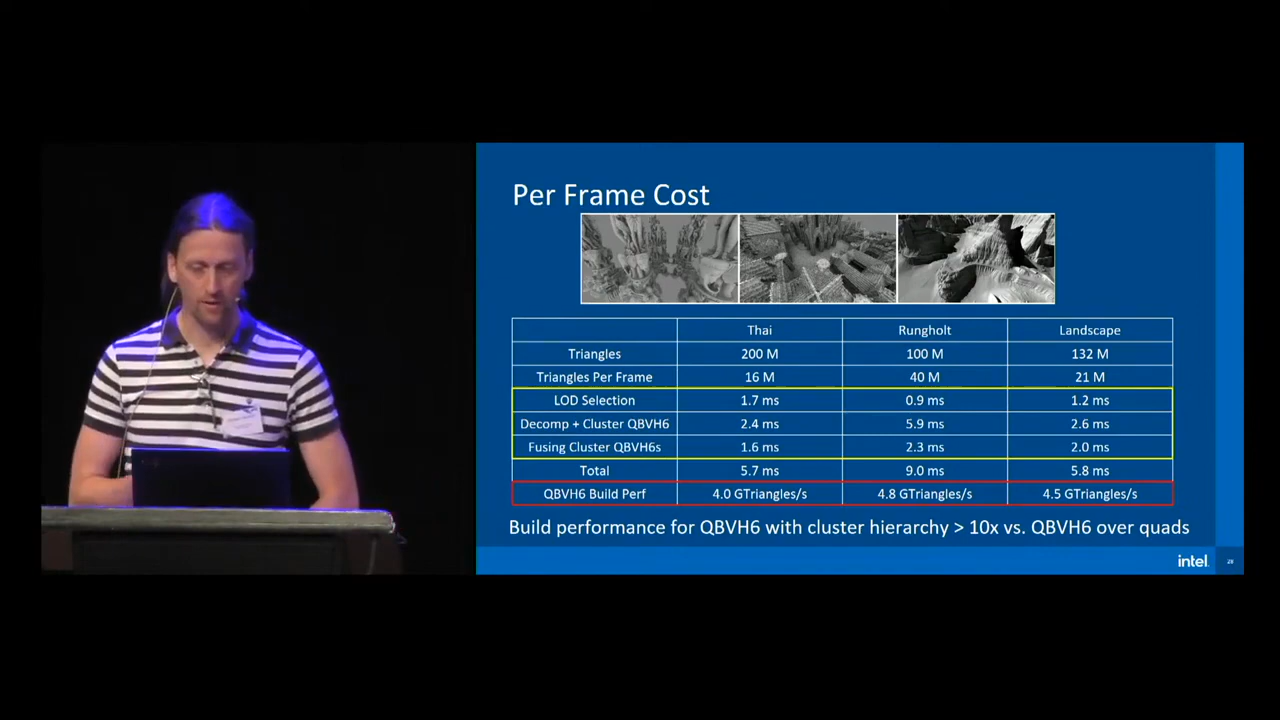 Per Frame Cost
Thai Rungholt Landscape
Triangles 200 M 100 M 132 M
Triangles Per Frame 16 M 40 M 21 M
LOD Selection 1.7 ms 0.9 ms 1.2 ms
Decomp + Cluster QBVH6 2.4 ms 5.9 ms 2.6 ms
Fusing Cluster QBVH6s 1.6 ms 2.3 ms 2.0 ms
Total 5.7 ms 9.0 ms 5.8 ms
QBVH6 Build Perf 4.0 GTriangles/s 4.8 GTriangles/s 4.5 GTriangles/s
Build performance for QBVH6 with cluster hierarchy > 10x vs. QBVH6 over quads
intel.
28